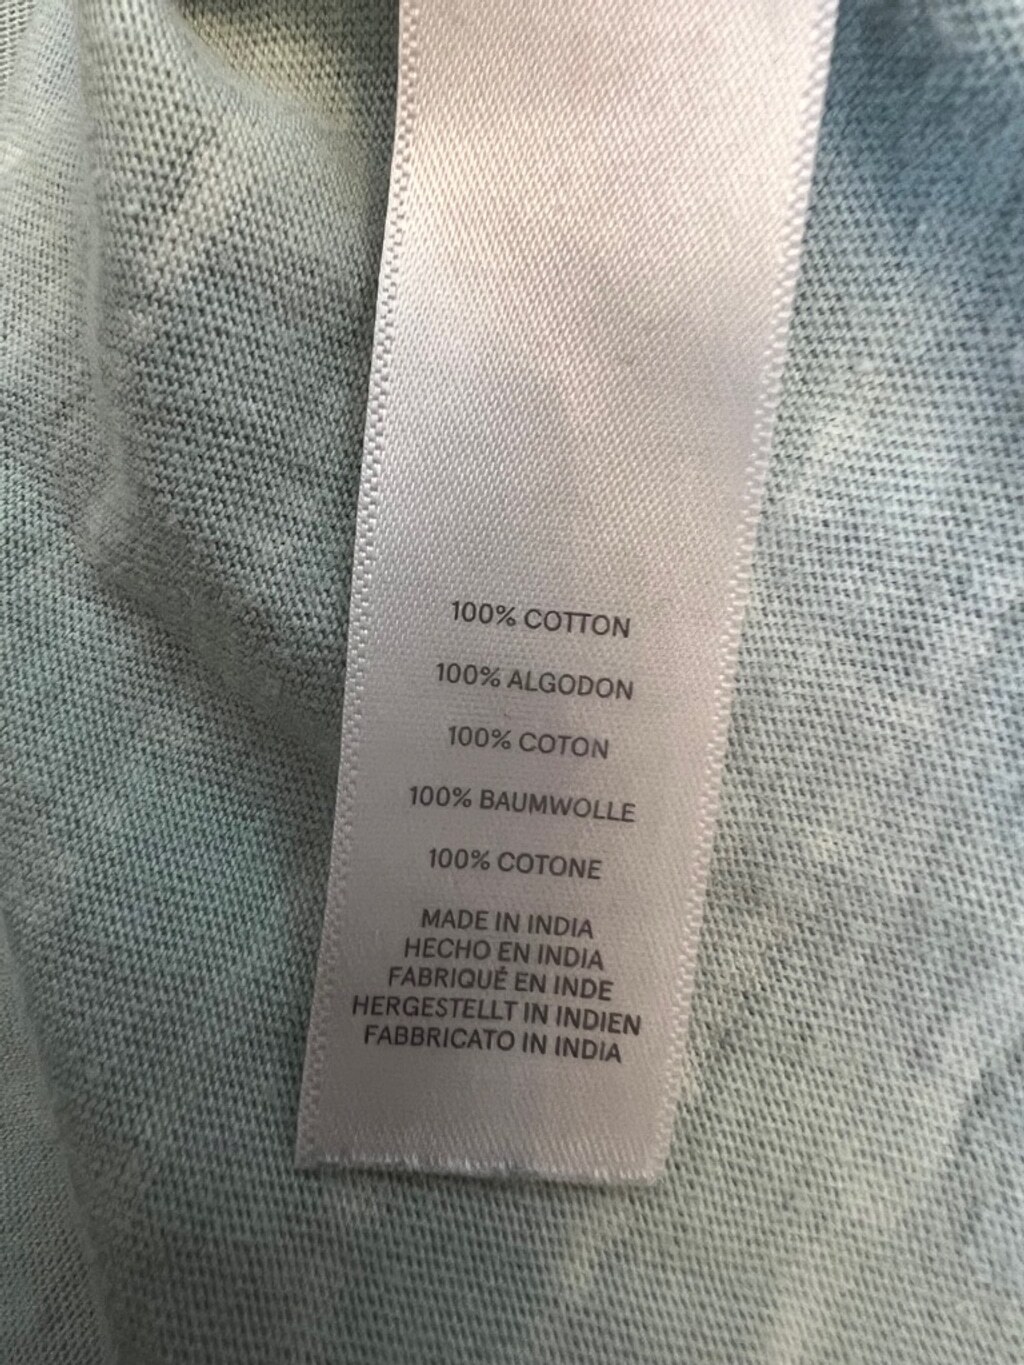 100% COTTON
100% ALGODON
100% COTON
100% BAUMWOLLE
100% COTONE
MADE IN INDIA
HECHO EN INDIA
FABRIQUÉ EN INDE
HERGESTELLT IN INDIEN
FABBRICATO IN INDIA